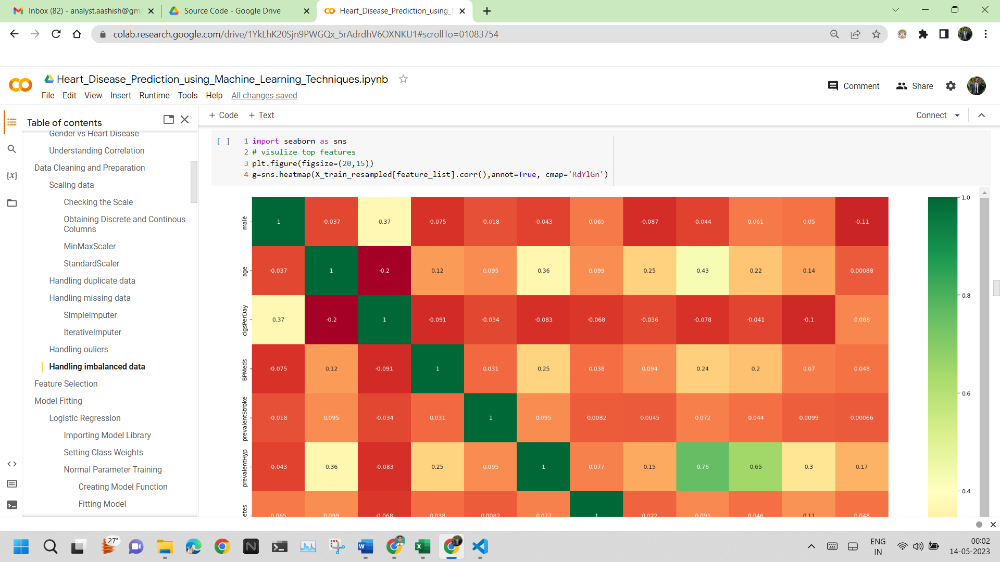 Inbox (82) - analyst.aashish@gm
Source Code - Google Drive
Heart_Disease_Prediction_using_
colab.research.google.com/drive/1YkLhK20Sjn9PWGQx_5rAdrdhV6OXNKU1#scrollTo=01083754
Heart_Disease_Prediction_using_Machine_Learning_Techniques.ipynb
Comment
Share
File Edit View Insert Runtime Tools Help All changes saved
Table of contents
+ Code + Text
Connect
Gender vs Heart Disease
Understanding Correlation
Data Cleaning and Preparation
Scaling data
Checking the Scale
Obtaining Discrete and Continous
Columns
MinMaxScaler
StandardScaler
Handling duplicate data
Handling missing data
SimpleImputer
IterativeImputer
Handling ouliers
Handling imbalanced data
Feature Selection
Model Fitting
Logistic Regression
Importing Model Library
Setting Class Weights
Normal Parameter Training
Creating Model Function
Fitting Model
[ ] 1 import seaborn as sns
2 # visulize top features
3 plt.figure(figsize=(20,15))
4 g=sns.heatmap(X_train_resampled[feature_list].corr(),annot=True, cmap='RdYlGn')
male 1 -0.037 0.37 -0.075 -0.018 -0.043 0.065 -0.087 -0.044 0.061 0.05 -0.11
age -0.037 1 -0.2 0.12 0.095 0.36 0.099 0.25 0.43 0.22 0.14 0.00088
cigsPerDay 0.37 -0.2 1 -0.091 -0.034 -0.083 -0.068 -0.036 -0.078 -0.041 -0.1 0.088
BPMeds -0.075 0.12 -0.091 1 0.031 0.25 0.038 0.094 0.24 0.2 0.07 0.048
prevalentStroke -0.018 0.095 -0.034 0.031 1 0.095 0.0082 0.0045 0.072 0.044 0.0099 0.00066
prevalentHyp -0.043 0.36 -0.083 0.25 0.095 1 0.077 0.15 0.76 0.65 0.3 0.17
etes 0.065 0.099 -0.068 0.038 0.0082 0.077 1 0.022 0.091 0.046 0.11 0.048
1.0
0.8
0.6
0.4
27°
ENG
IN
00:02
14-05-2023